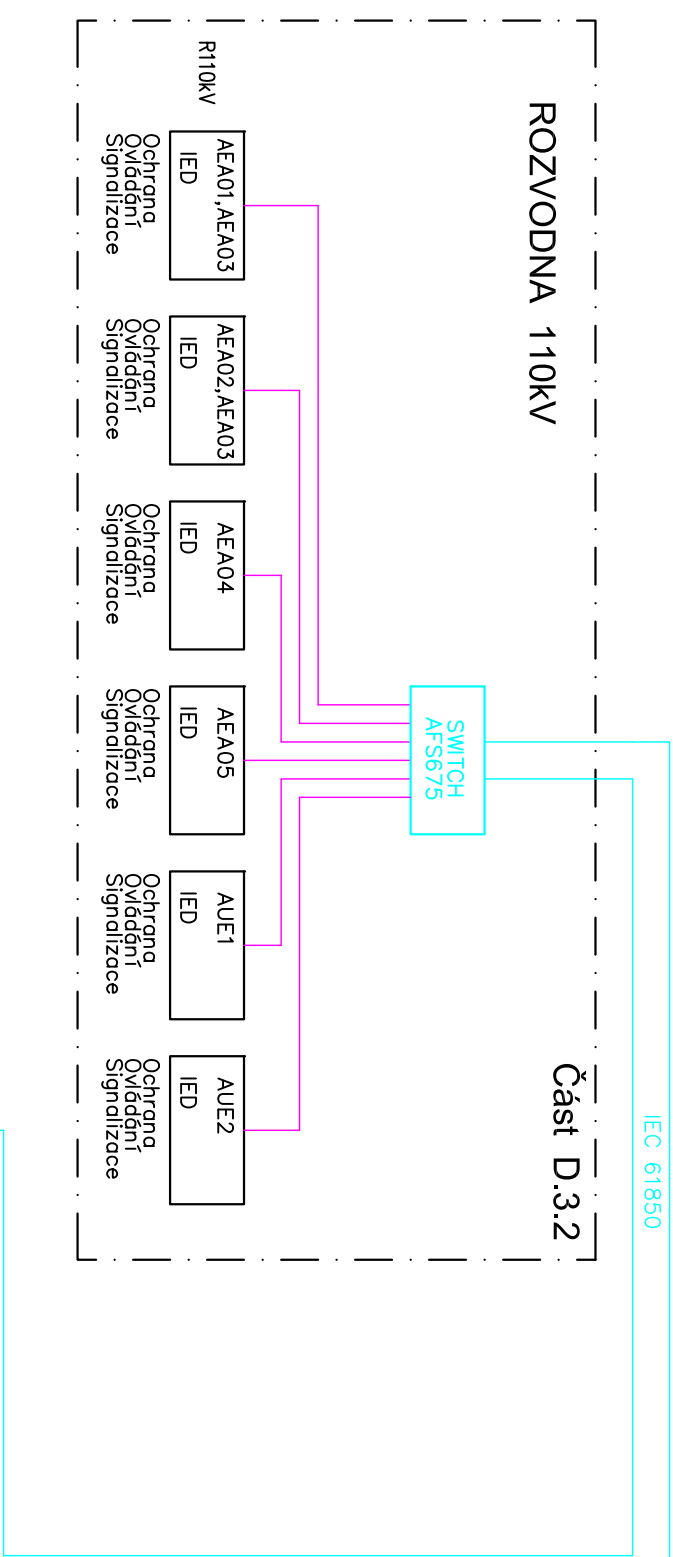 ROZVODNA 110kV
Část D.3.2
IEC 61850
SWITCH
AFS675
R110kV
AEA01,AEA03
IED
Ochrana
Ovládání
Signalizace
AEA02,AEA03
IED
Ochrana
Ovládání
Signalizace
AEA04
IED
Ochrana
Ovládání
Signalizace
AEA05
IED
Ochrana
Ovládání
Signalizace
AUE1
IED
Ochrana
Ovládání
Signalizace
AUE2
IED
Ochrana
Ovládání
Signalizace